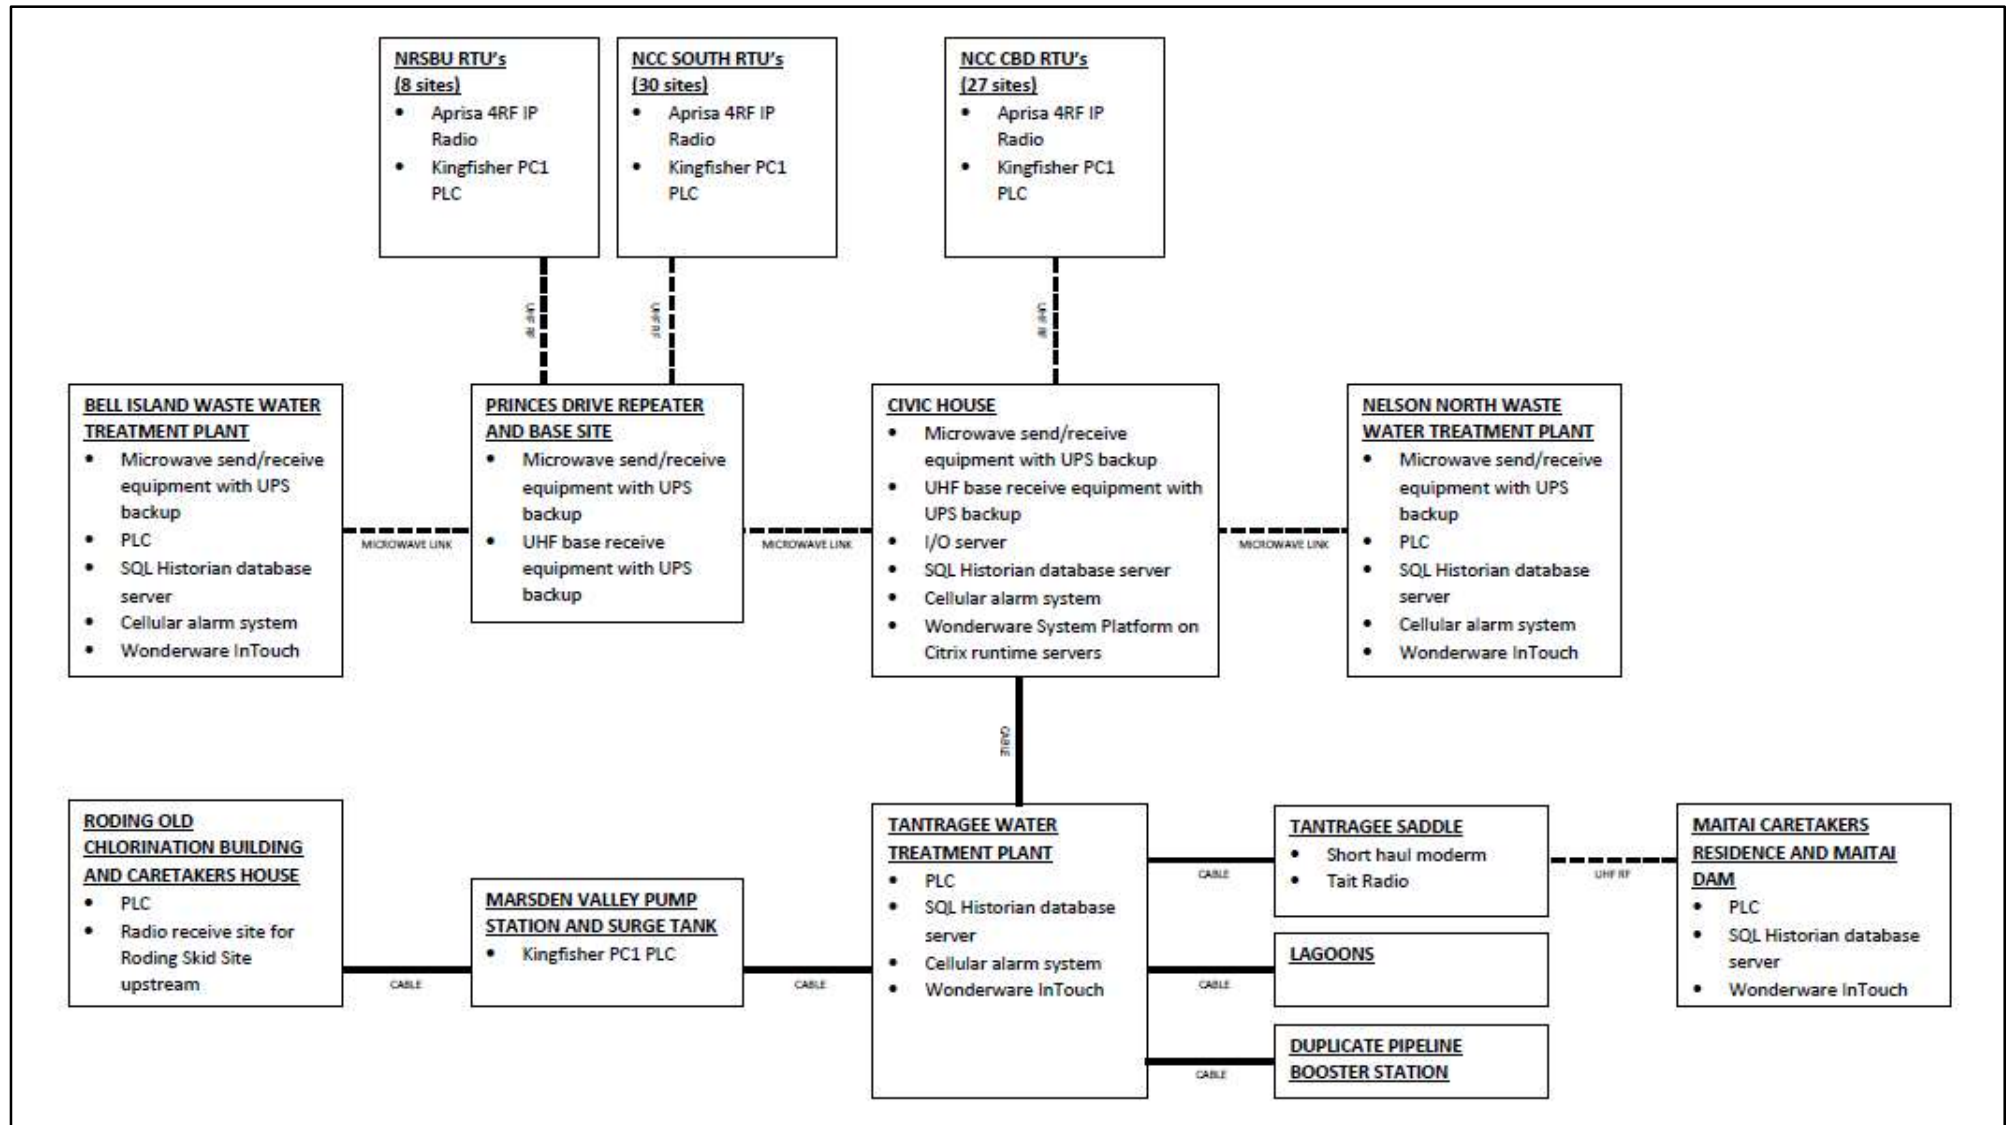 NRSBU RTU's
(8 sites)
• Aprisa 4RF IP
Radio
• Kingfisher PC1
PLC
NCC SOUTH RTU's
(30 sites)
• Aprisa 4RF IP
Radio
• Kingfisher PC1
PLC
NCC CBD RTU's
(27 sites)
• Aprisa 4RF IP
Radio
• Kingfisher PC1
PLC
UHF RF
UHF RF
UHF RF
BELL ISLAND WASTE WATER
TREATMENT PLANT
• Microwave send/receive
equipment with UPS
backup
• PLC
• SQL Historian database
server
• Cellular alarm system
• Wonderware InTouch
MICROWAVE LINK
PRINCES DRIVE REPEATER
AND BASE SITE
• Microwave send/receive
equipment with UPS
backup
• UHF base receive
equipment with UPS
backup
MICROWAVE LINK
CIVIC HOUSE
• Microwave send/receive
equipment with UPS backup
• UHF base receive equipment with
UPS backup
• I/O server
• SQL Historian database server
• Cellular alarm system
• Wonderware System Platform on
Citrix runtime servers
MICROWAVE LINK
NELSON NORTH WASTE
WATER TREATMENT PLANT
• Microwave send/receive
equipment with UPS
backup
• PLC
• SQL Historian database
server
• Cellular alarm system
• Wonderware InTouch
CABLE
RODING OLD
CHLORINATION BUILDING
AND CARETAKERS HOUSE
• PLC
• Radio receive site for
Roding Skid Site
upstream
CABLE
MARSDEN VALLEY PUMP
STATION AND SURGE TANK
• Kingfisher PC1 PLC
CABLE
TANTRAGEE WATER
TREATMENT PLANT
• PLC
• SQL Historian database
server
• Cellular alarm system
• Wonderware InTouch
CABLE
TANTRAGEE SADDLE
• Short haul moderm
• Tait Radio
UHF RF
MAITAI CARETAKERS
RESIDENCE AND MAITAI
DAM
• PLC
• SQL Historian database
server
• Wonderware InTouch
CABLE
LAGOONS
CABLE
DUPLICATE PIPELINE
BOOSTER STATION